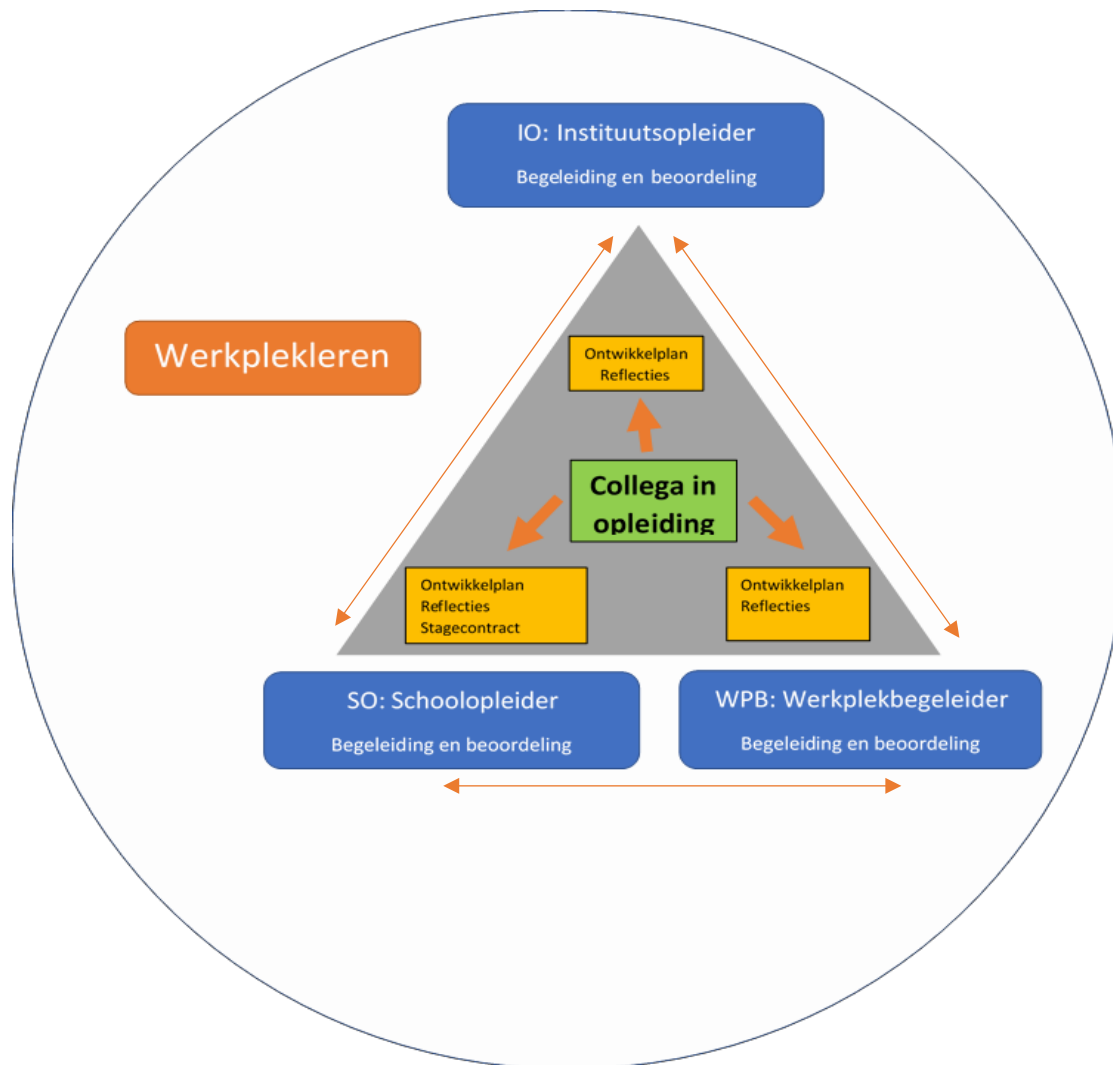 IO: Instituutsopleider
Begeleiding en beoordeling
Werkplekleren
Ontwikkelplan
Reflecties
Collega in
opleiding
Ontwikkelplan
Reflecties
Stagecontract
Ontwikkelplan
Reflecties
SO: Schoolopleider
Begeleiding en beoordeling
WPB: Werkplekbegeleider
Begeleiding en beoordeling